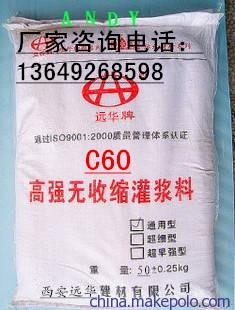 ANDY
厂家咨询电话:
13649268598
远华牌
通过ISO9001:2000质量管理体系认证
C60
高强无收缩灌浆料
☑通用型
□超细型
□超早强型
重 量: 50±0.25kg
西安远华建材有限公司
china.makepolo.com